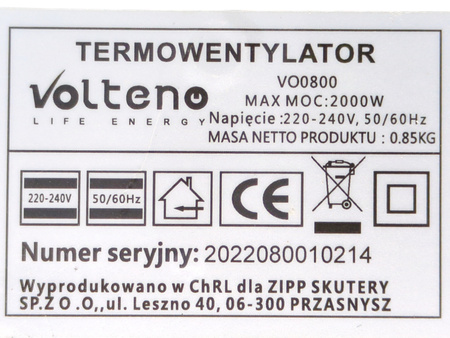 TERMOWENTYLATOR
Volteno
LIFE ENERGY
VO0800
MAX MOC:2000W
Napięcie :220-240V, 50/60Hz
MASA NETTO PRODUKTU : 0.85KG
220-240V
50/60Hz
CE
Numer seryjny: 2022080010214
Wyprodukowano w ChRL dla ZIPP SKUTERY
SP.Z O .O,,ul. Leszno 40, 06-300 PRZASNYSZ